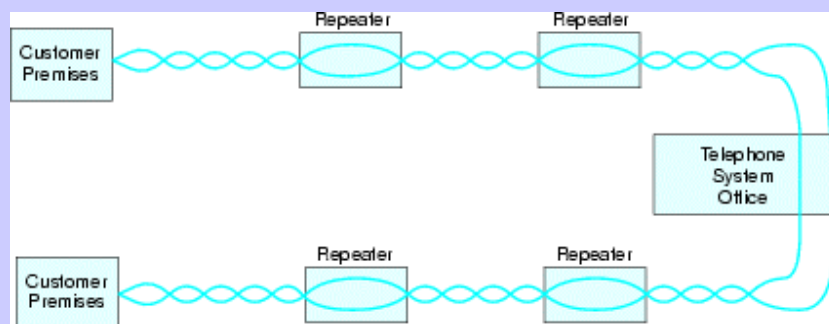 Repeater
Repeater
Customer
Premises
Telephone
System
Office
Repeater
Repeater
Customer
Premises